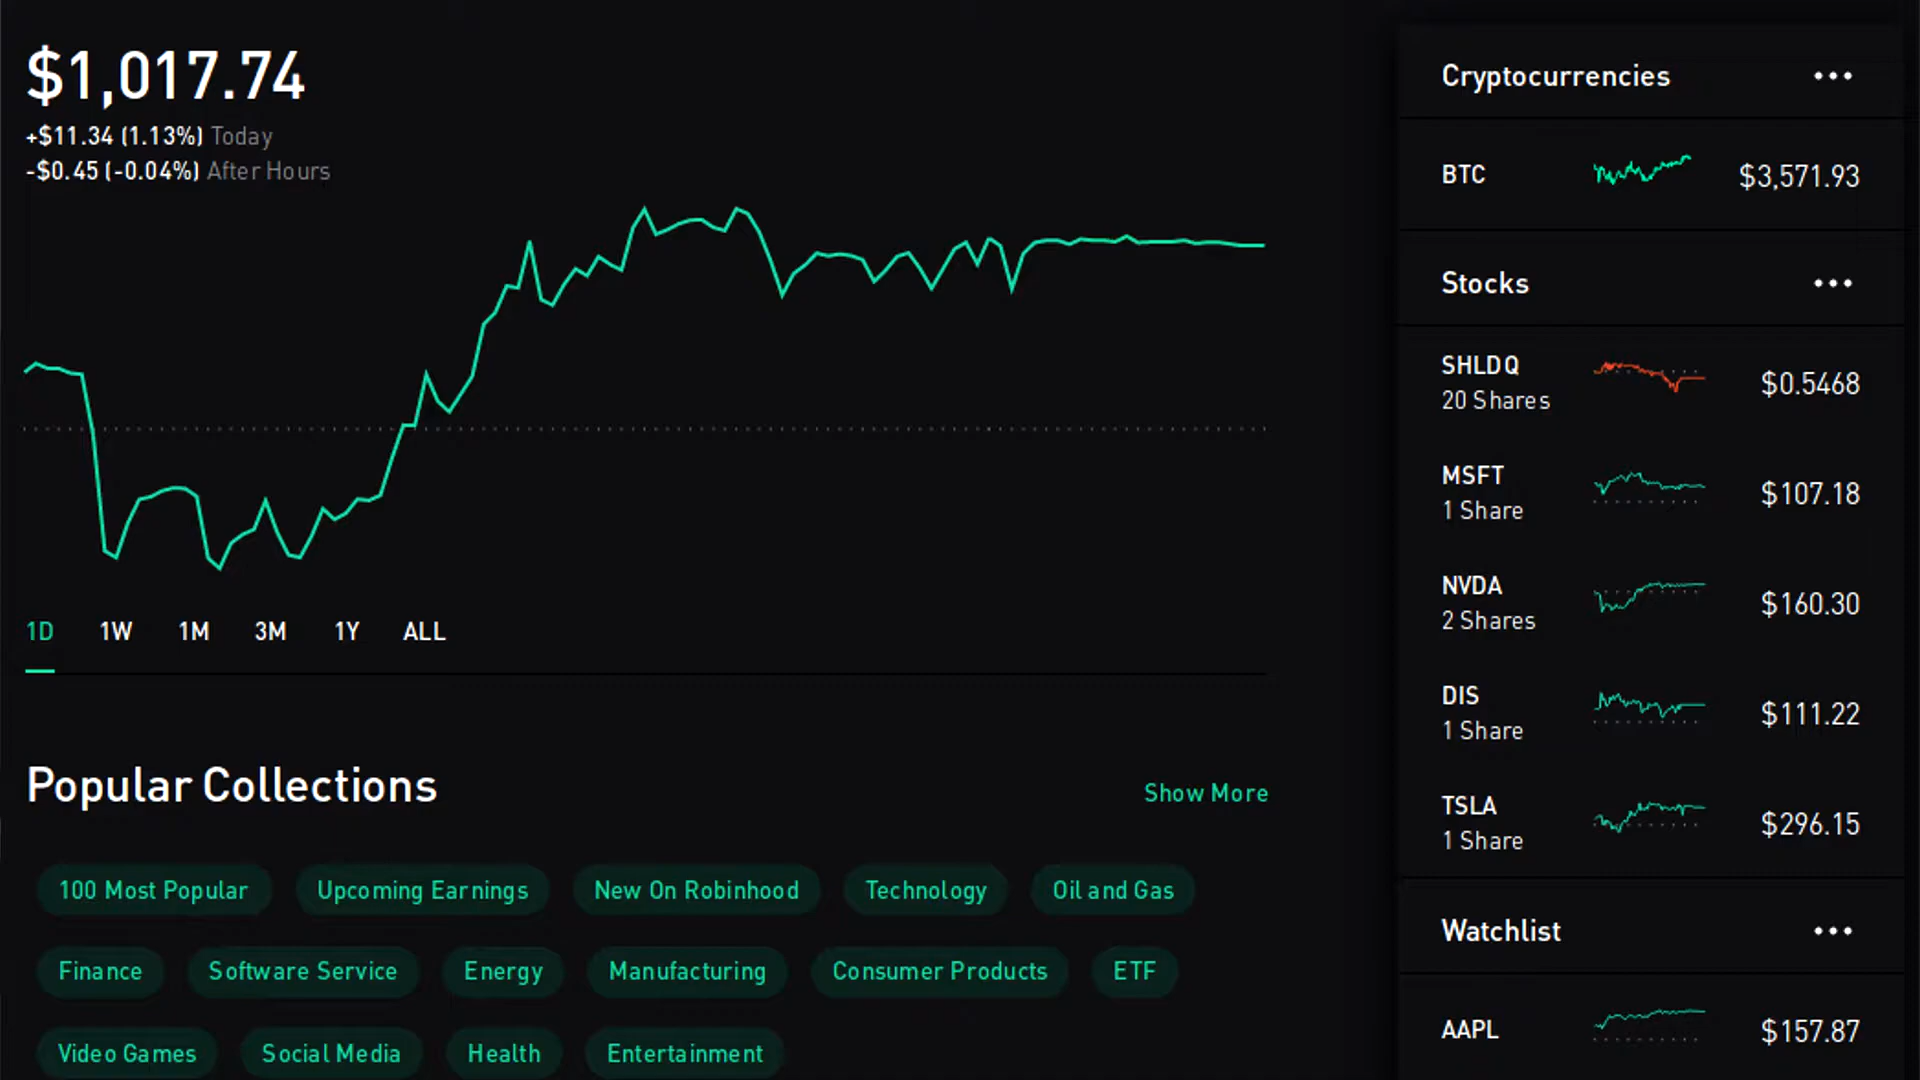 $1,017.74
+$11.34 (1.13%) Today
-$0.45 (-0.04%) After Hours
1D 1W 1M 3M 1Y ALL
Popular Collections
Show More
100 Most Popular Upcoming Earnings New On Robinhood Technology Oil and Gas
Finance Software Service Energy Manufacturing Consumer Products ETF
Video Games Social Media Health Entertainment
Cryptocurrencies
BTC $3,571.93
Stocks
SHLDQ $0.5468
20 Shares
MSFT $107.18
1 Share
NVDA $160.30
2 Shares
DIS $111.22
1 Share
TSLA $296.15
1 Share
Watchlist
AAPL $157.87